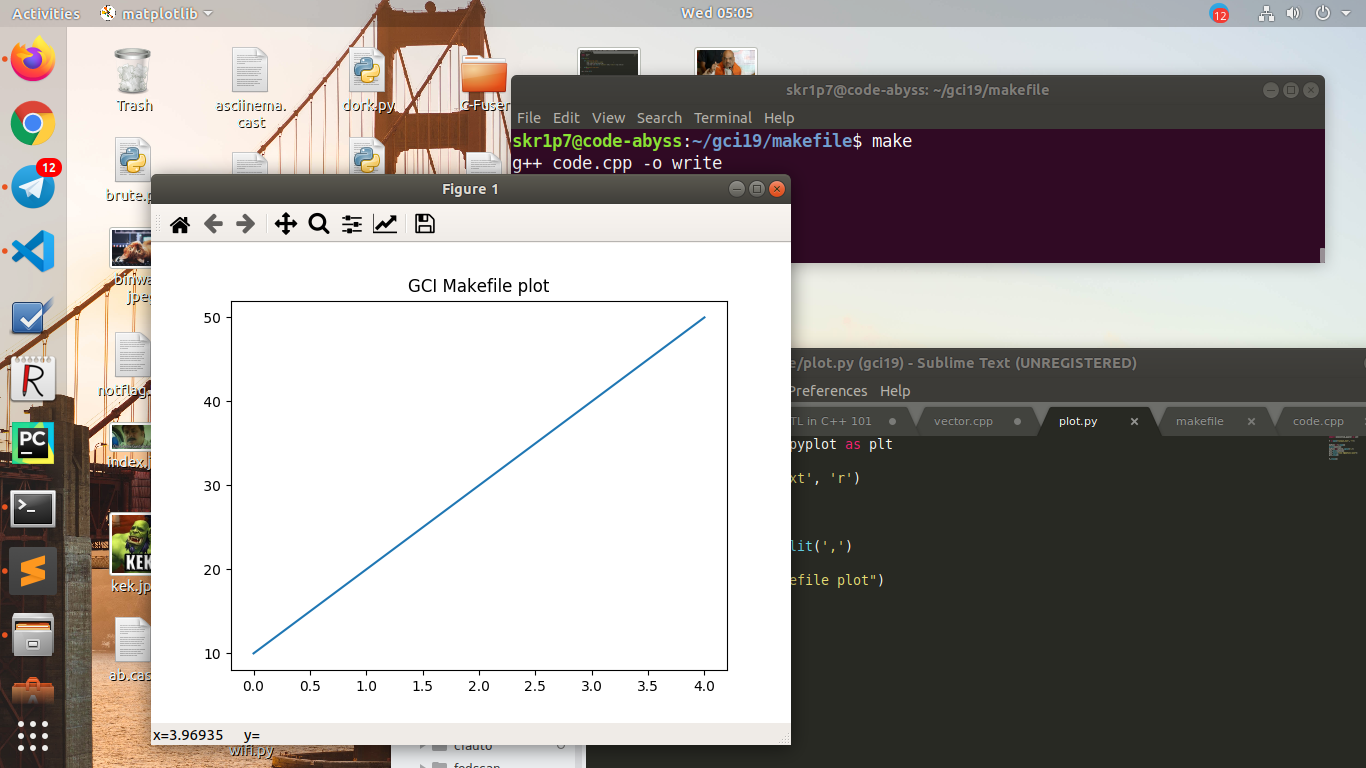 Activities
matplotlib
Wed 05:05
12
12
Trash
asciinema.
cast
dork.py
C-Fuser
brute.p
binwa
jpeg
notflag.
index.j
KEK
kek.jp
ab.cas
wifi.py
PC
skr1p7@code-abyss: ~/gci19/makefile
File Edit View Search Terminal Help
skr1p7@code-abyss:~/gci19/makefile$ make
g++ code.cpp -o write
Figure 1
GCI Makefile plot
50
40
30
20
10
0.0 0.5 1.0 1.5 2.0 2.5 3.0 3.5 4.0
x=3.96935 y=
e/plot.py (gci19) - Sublime Text (UNREGISTERED)
Preferences Help
TL in C++ 101
vector.cpp
plot.py
makefile
code.cpp
pyplot as plt
xt', 'r')
lit(',')
efile plot")